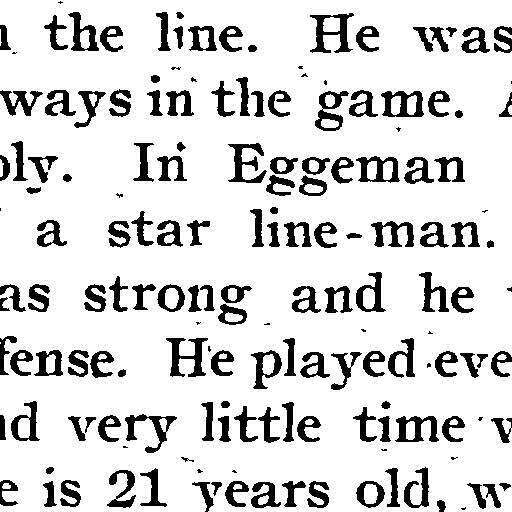 the line. He was
ways in the game.
In Eggeman
a star line-man.
as strong and he
fense. He played eve
very little time
is 21 years old,